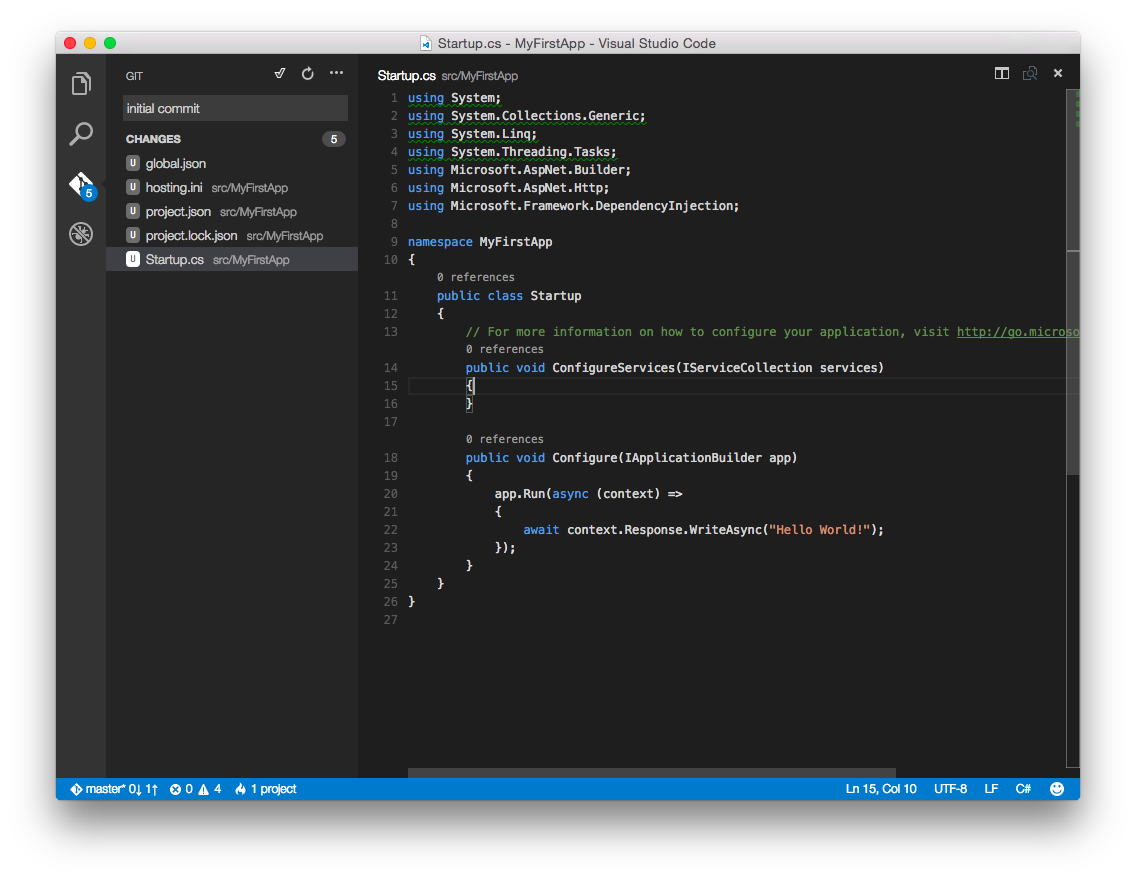 Startup.cs - MyFirstApp - Visual Studio Code
GIT
initial commit
CHANGES 5
U global.json
U hosting.ini src/MyFirstApp
U project.json src/MyFirstApp
U project.lock.json src/MyFirstApp
U Startup.cs src/MyFirstApp
5
Startup.cs src/MyFirstApp
1 using System;
2 using System.Collections.Generic;
3 using System.Linq;
4 using System.Threading.Tasks;
5 using Microsoft.AspNet.Builder;
6 using Microsoft.AspNet.Http;
7 using Microsoft.Framework.DependencyInjection;
8
9 namespace MyFirstApp
10 {
0 references
11 public class Startup
12 {
13 // For more information on how to configure your application, visit http://go.microso
0 references
14 public void ConfigureServices(IServiceCollection services)
15 {
16 }
17
0 references
18 public void Configure(IApplicationBuilder app)
19 {
20 app.Run(async (context) =>
21 {
22 await context.Response.WriteAsync("Hello World!");
23 });
24 }
25 }
26 }
27
master* 0↓ 1↑ 0 4 1 project Ln 15, Col 10 UTF-8 LF C#